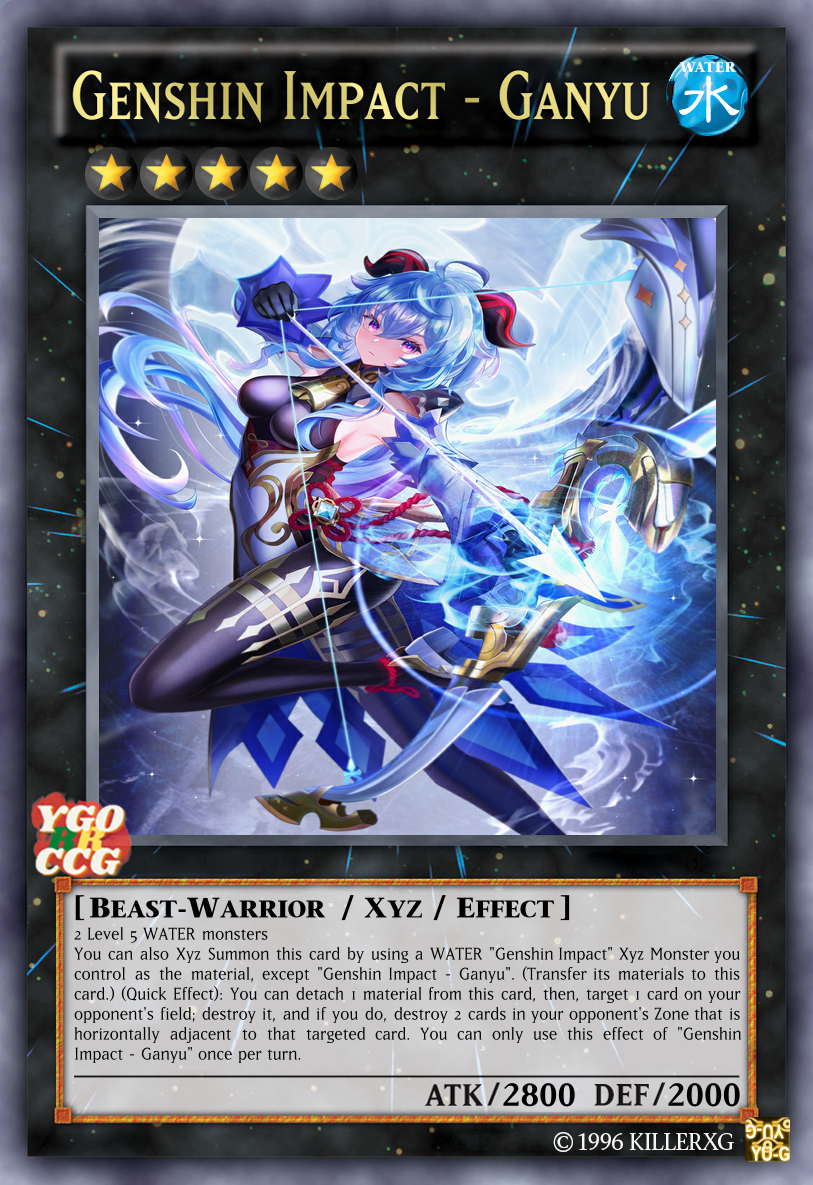 Genshin Impact - Ganyu
WATER
水
YGO
BR
CCG
[ Beast-Warrior / Xyz / Effect ]
2 Level 5 WATER monsters
You can also Xyz Summon this card by using a WATER "Genshin Impact" Xyz Monster you
control as the material, except "Genshin Impact - Ganyu". (Transfer its materials to this
card.) (Quick Effect): You can detach 1 material from this card, then, target 1 card on your
opponent's field; destroy it, and if you do, destroy 2 cards in your opponent's Zone that is
horizontally adjacent to that targeted card. You can only use this effect of "Genshin
Impact - Ganyu" once per turn.
ATK/2800 DEF/2000
© 1996 KILLERXG
YU-G